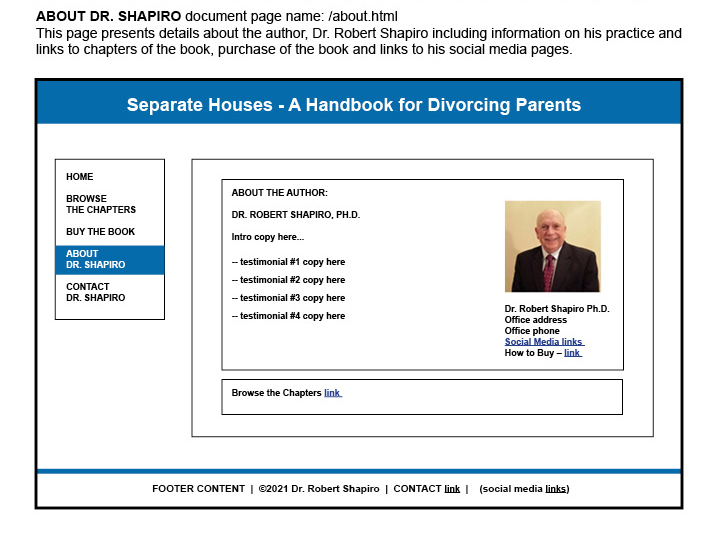 ABOUT DR. SHAPIRO document page name: /about.html
This page presents details about the author, Dr. Robert Shapiro including information on his practice and
links to chapters of the book, purchase of the book and links to his social media pages.
Separate Houses - A Handbook for Divorcing Parents
HOME
BROWSE
THE CHAPTERS
BUY THE BOOK
ABOUT
DR. SHAPIRO
CONTACT
DR. SHAPIRO
ABOUT THE AUTHOR:
DR. ROBERT SHAPIRO, PH.D.
Intro copy here...
-- testimonial #1 copy here
-- testimonial #2 copy here
-- testimonial #3 copy here
-- testimonial #4 copy here
Dr. Robert Shapiro Ph.D.
Office address
Office phone
Social Media links
How to Buy – link
Browse the Chapters link
FOOTER CONTENT | ©2021 Dr. Robert Shapiro | CONTACT link | (social media links)